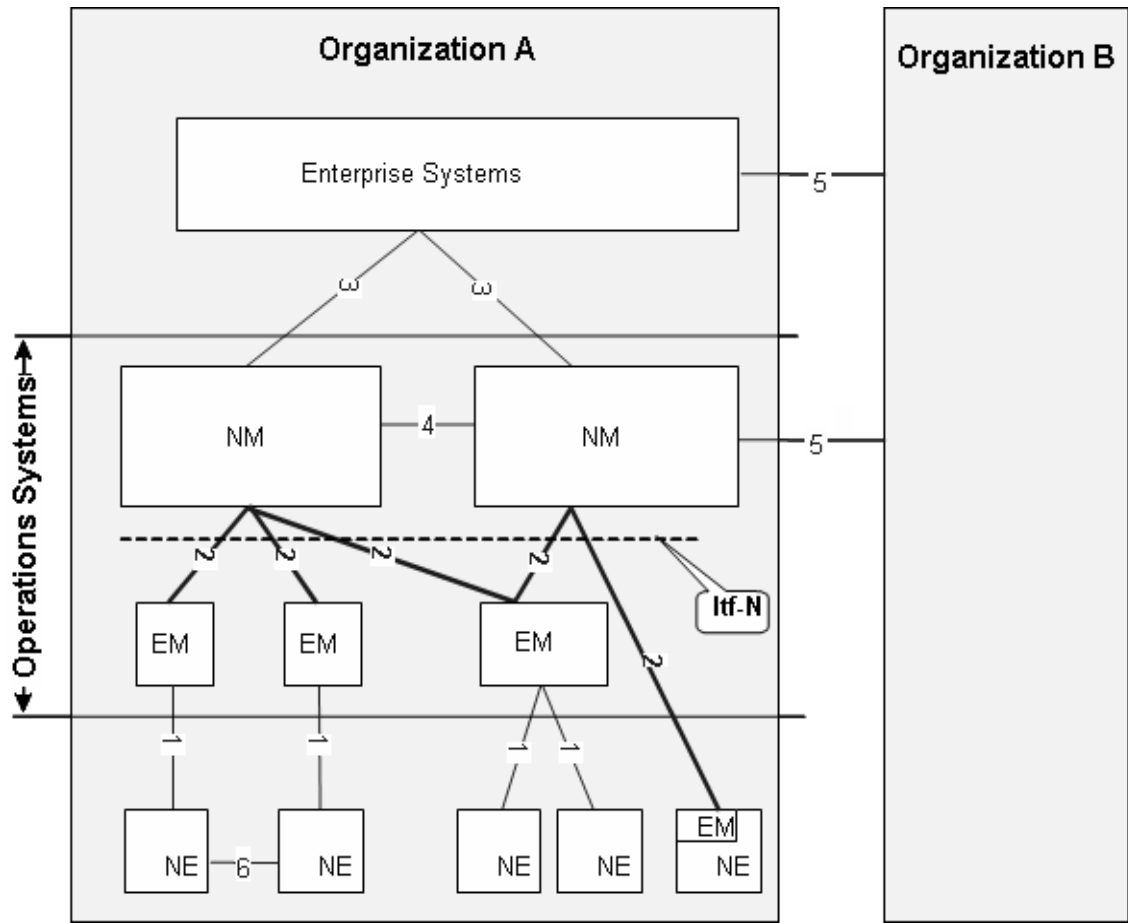 Organization A
Organization B
Enterprise Systems
5
3
3
Operations Systems
NM
4
NM
5
2
2
2
2
Itf-N
EM
EM
EM
2
1
1
1
1
EM
NE
6
NE
NE
NE
NE